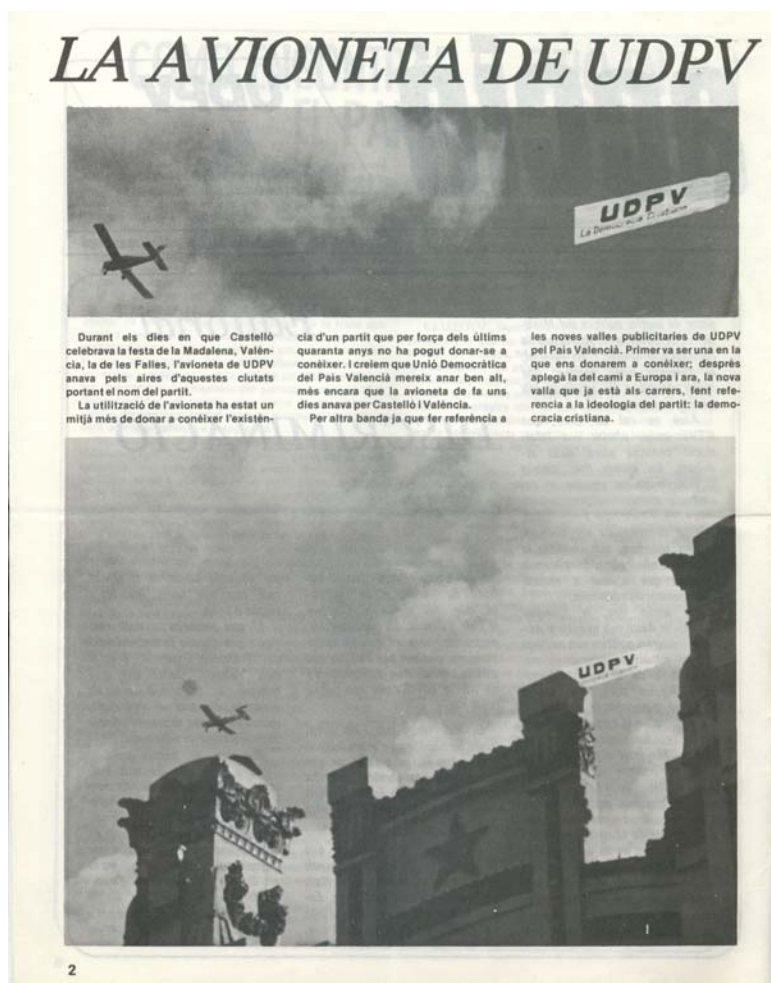 LA AVIONETA DE UDPV
UDPV
La Democracia Cristiana
Durant els dies en que Castelló
celebrava la festa de la Madalena, Valèn-
cia, la de les Falles, l'avioneta de UDPV
anava pels aires d'aquestes ciutats
portant el nom del partit.
La utilització de l'avioneta ha estat un
mitjà mès de donar a conèixer l'existèn-
cia d'un partit que per força dels últims
quaranta anys no ha pogut donar-se a
conèixer. I creiem que Unió Democràtica
del País Valencià mereix anar ben alt,
mès encara que la avioneta de fa uns
dies anava per Castelló i València.
Per altra banda ja que fer referència a
les noves valles publicitaries de UDPV
pel País Valencià. Primer va ser una en la
que ens donarem a conèixer; desprès
aplegà la del camí a Europa i ara, la nova
valla que ja està als carrers, fent refe-
rencia a la ideologia del partit: la demo-
cracia cristiana.
UDPV
2